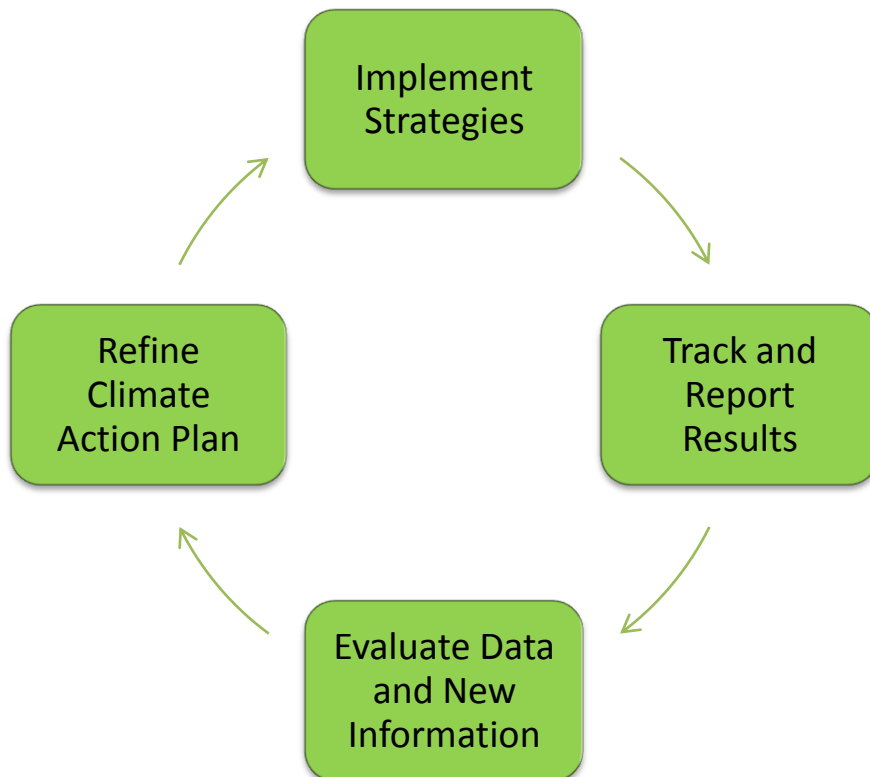 Implement
Strategies
Track and
Report
Results
Evaluate Data
and New
Information
Refine
Climate
Action Plan